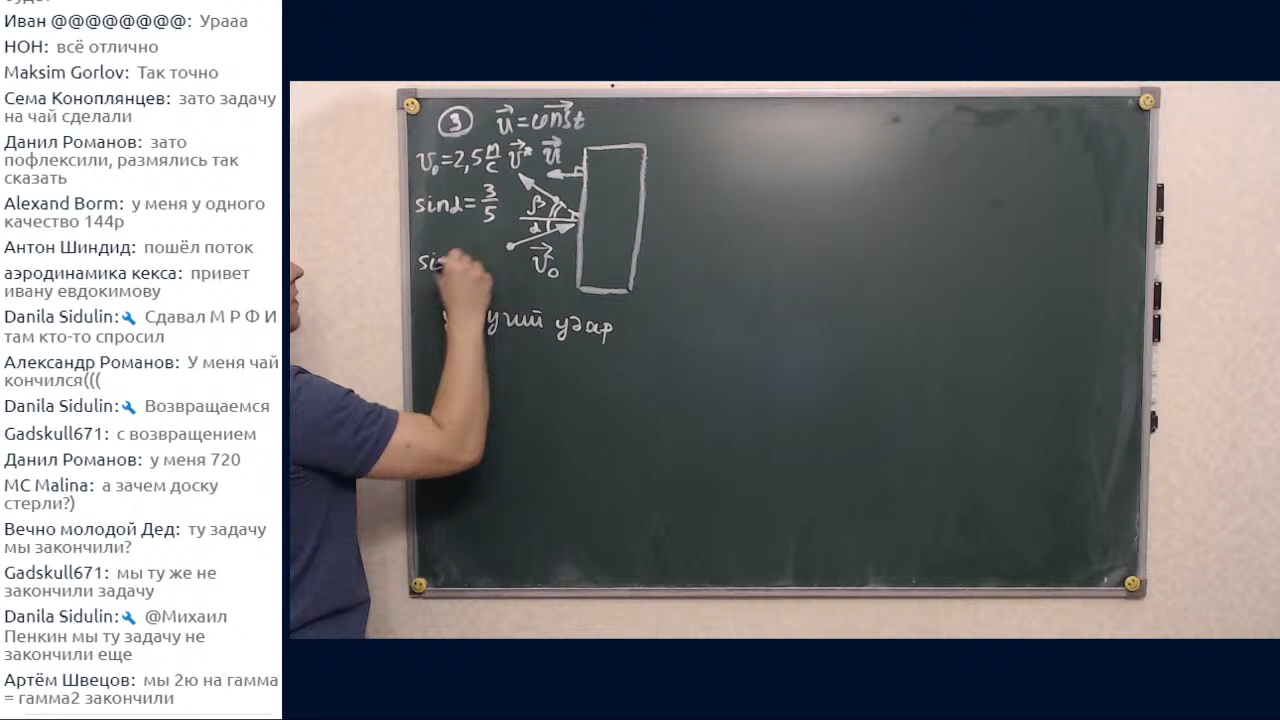 Иван @@@@@@@@: Урааа
НОН: всё отлично
Maksim Gorlov: Так точно
Сема Коноплянцев: зато задачу
на чай сделали
Данил Романов: зато
пофлексили, размялись так
сказать
Alexand Borm: у меня у одного
качество 144р
Антон Шиндид: пошёл поток
аэродинамика кекса: привет
ивану евдокимову
Danila Sidulin: Сдавал М Р Ф И
там кто-то спросил
Александр Романов: У меня чай
кончился(((
Danila Sidulin: Возвращаемся
Gadskull671: с возвращением
Данил Романов: у меня 720
MC Malina: а зачем доску
стерли?)
Вечно молодой Дед: ту задачу
мы закончили?
Gadskull671: мы ту же не
закончили задачу
Danila Sidulin: @Михаил
Пенкин мы ту задачу не
закончили еще
Артём Швецов: мы 2ю на гамма
= гамма2 закончили
3 u⃗ = const⃗
v₀ = 2,5 м/с v⃗* u⃗
sinα = 3/5 β
α
si v⃗₀
удар